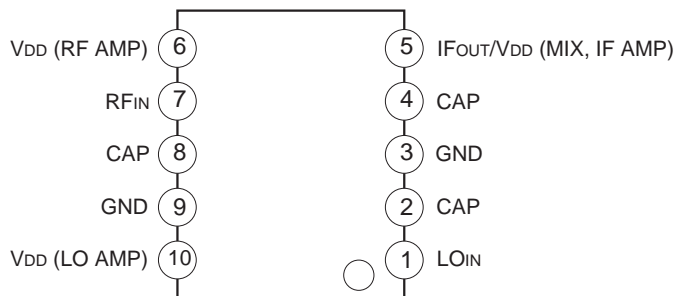 VDD (RF AMP) 6 5 IFOUT/VDD (MIX, IF AMP)
RFIN 7 4 CAP
CAP 8 3 GND
GND 9 2 CAP
VDD (LO AMP) 10 1 LOIN